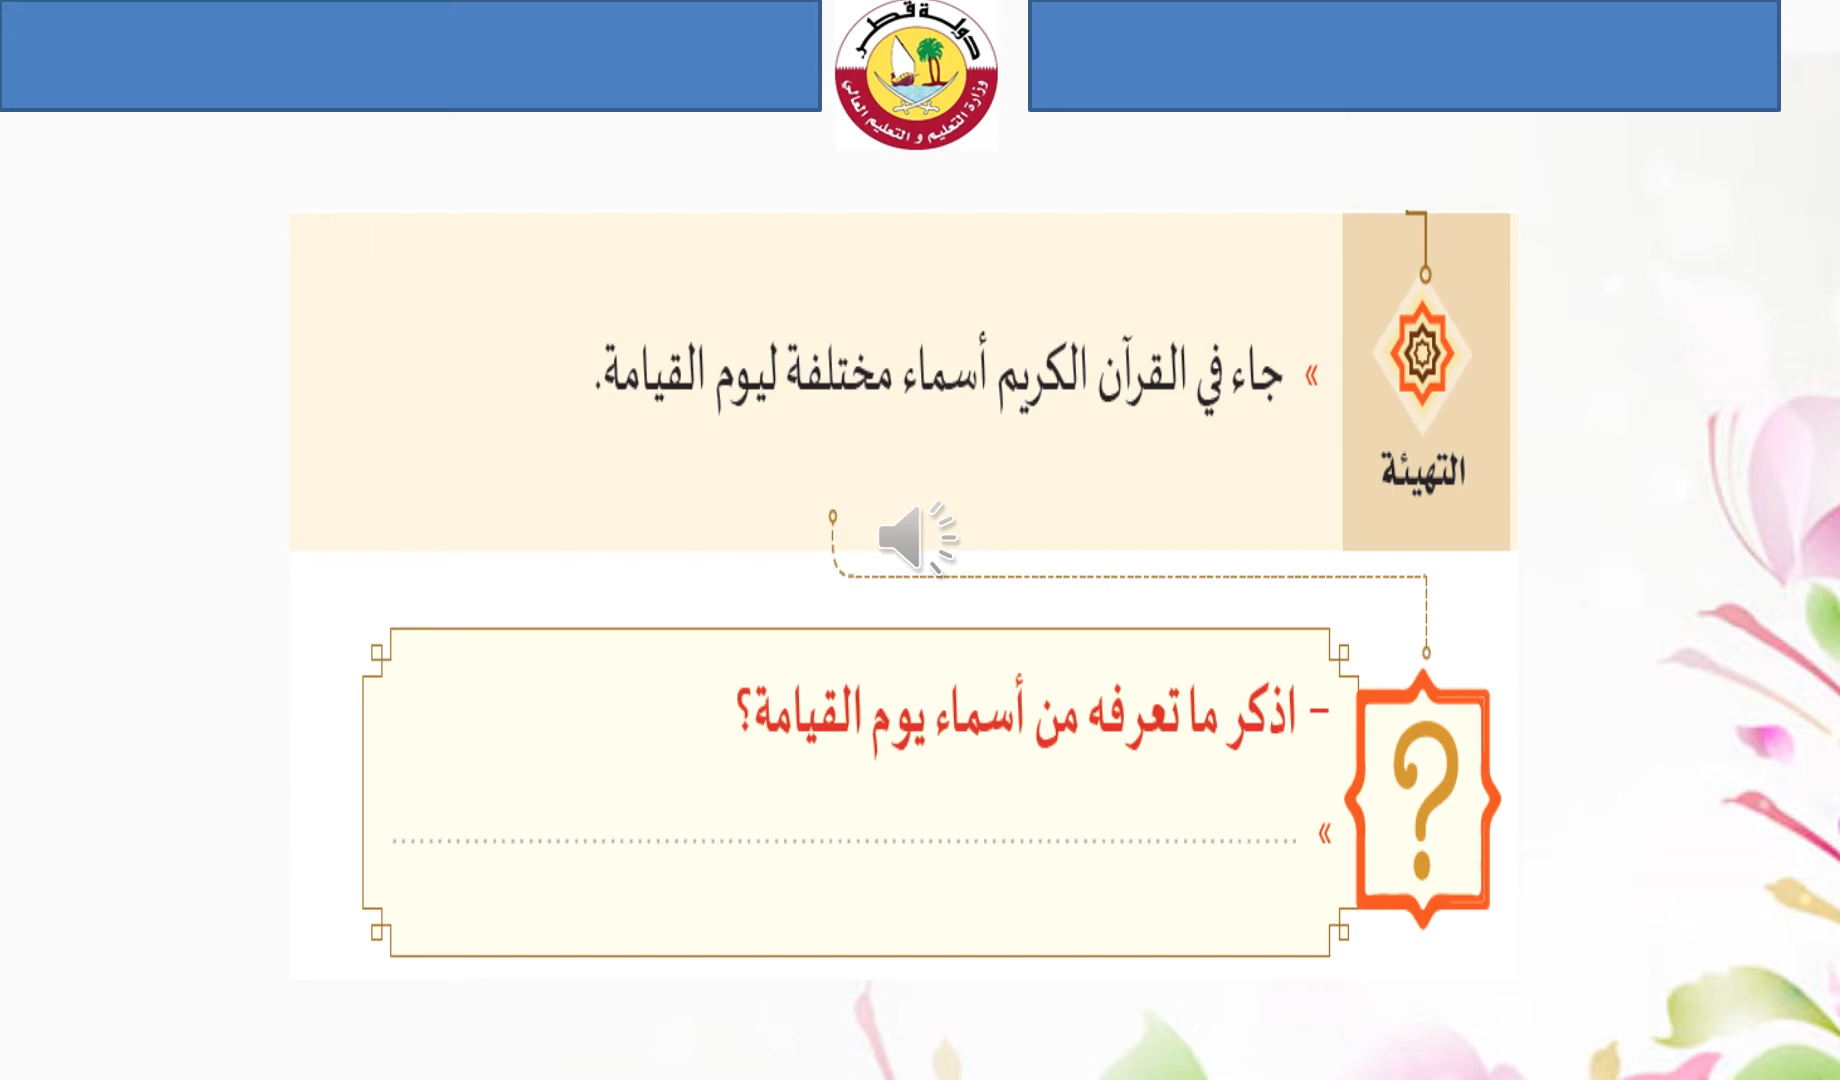 دولة قطر
وزارة التعليم و التعليم العالي
» جاء في القرآن الكريم أسماء مختلفة ليوم القيامة.
التهيئة
– اذكر ما تعرفه من أسماء يوم القيامة؟
» ........................................................................
؟